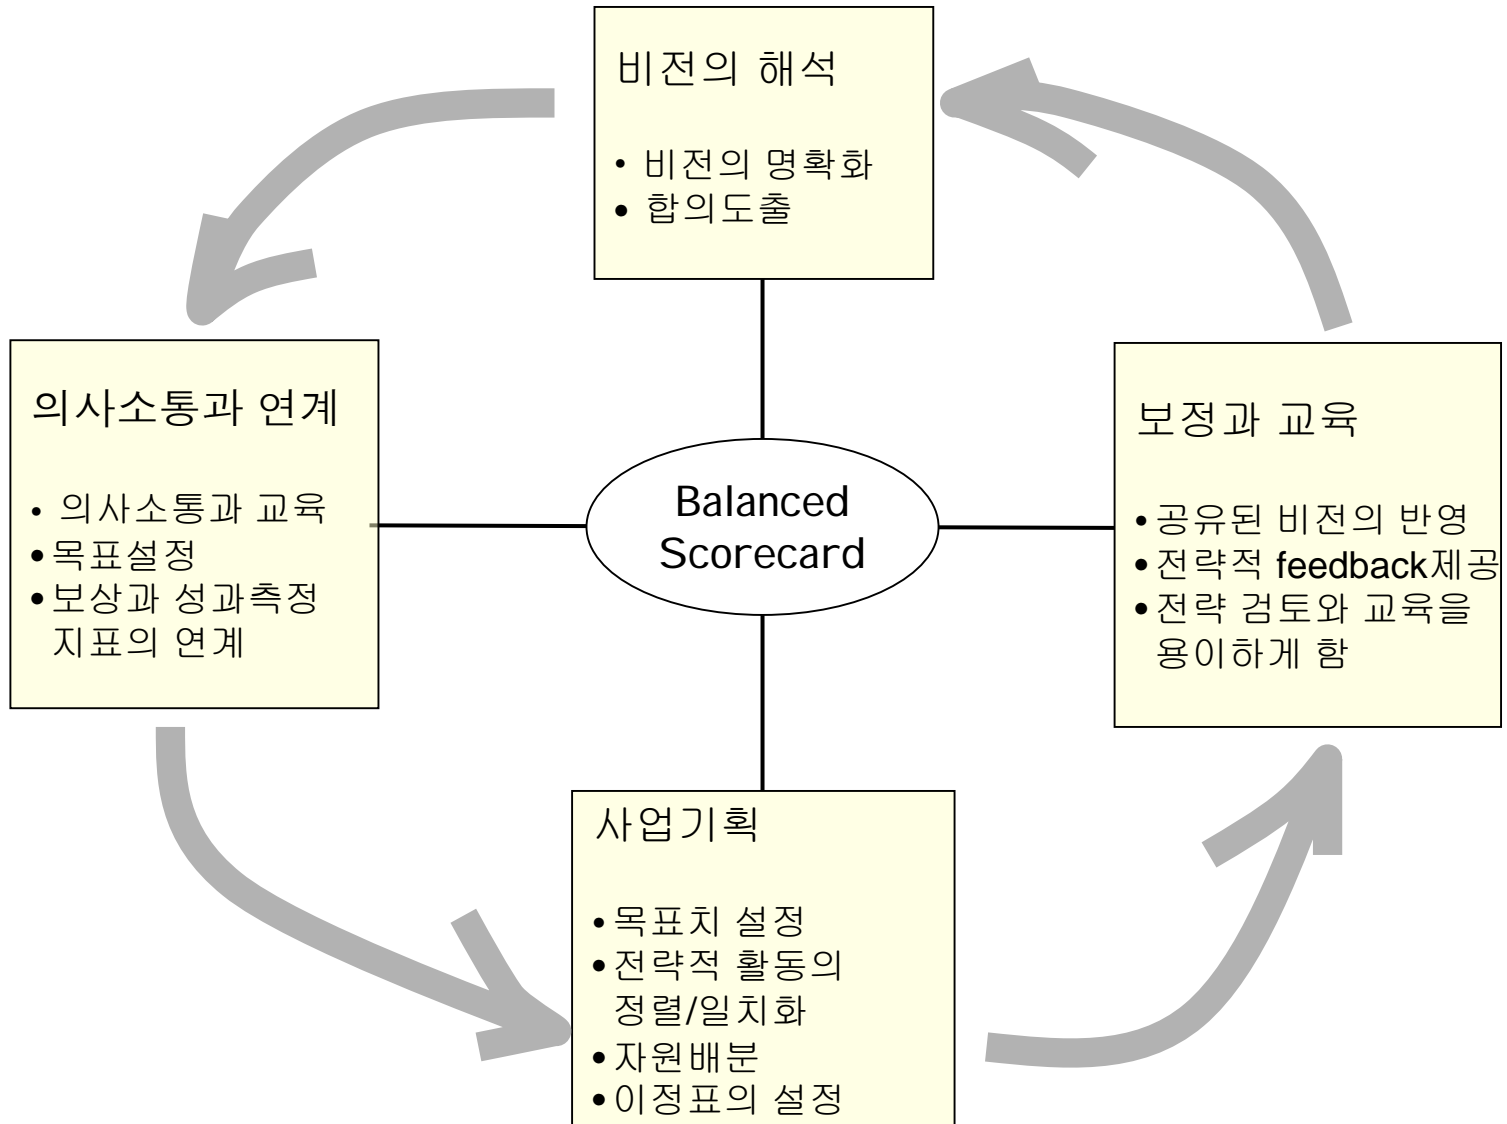 비전의 해석
• 비전의 명확화
• 합의도출
의사소통과 연계
• 의사소통과 교육
• 목표설정
• 보상과 성과측정
지표의 연계
Balanced
Scorecard
보정과 교육
• 공유된 비전의 반영
• 전략적 feedback제공
• 전략 검토와 교육을
용이하게 함
사업기획
• 목표치 설정
• 전략적 활동의
정렬/일치화
• 자원배분
• 이정표의 설정